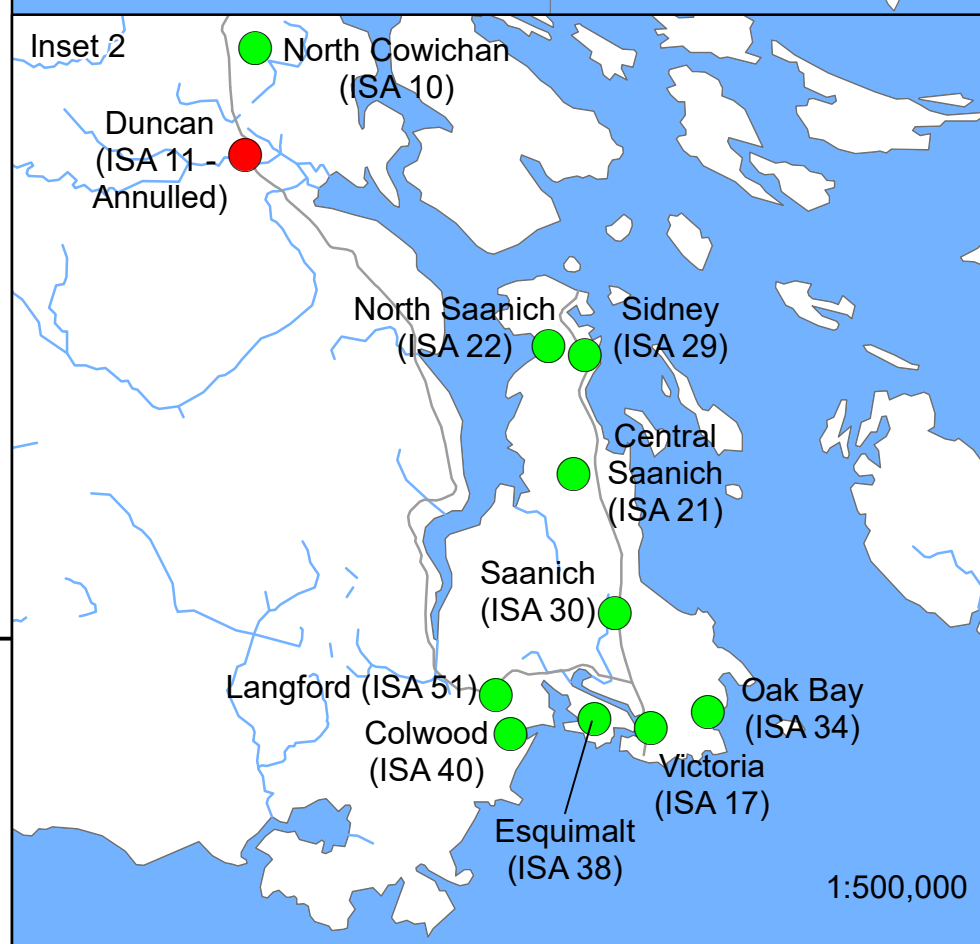 Inset 2
North Cowichan
(ISA 10)
Duncan
(ISA 11 -
Annulled)
North Saanich
(ISA 22)
Sidney
(ISA 29)
Central
Saanich
(ISA 21)
Saanich
(ISA 30)
Langford (ISA 51)
Colwood
(ISA 40)
Oak Bay
(ISA 34)
Victoria
(ISA 17)
Esquimalt
(ISA 38)
1:500,000